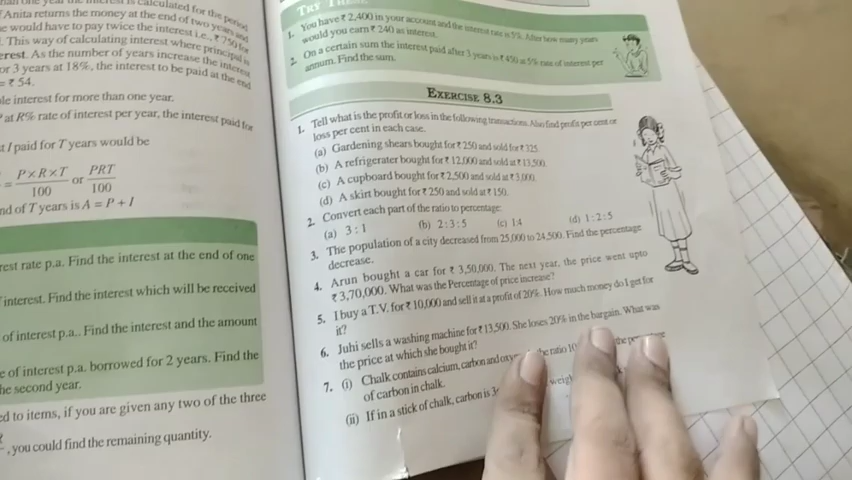 Anita returns the money at the end of two years and
would have to pay twice the interest i.e., ₹ 750 for
This way of calculating interest where principal is
erest. As the number of years increase the interest
or 3 years at 18%, the interest to be paid at the end
= ₹ 54.
le interest for more than one year.
at R% rate of interest per year, the interest paid for
t I paid for T years would be
= P×R×T / 100 or PRT / 100
nd of T years is A = P + I
rest rate p.a. Find the interest at the end of one
interest. Find the interest which will be received
of interest p.a.. Find the interest and the amount
e of interest p.a. borrowed for 2 years. Find the
he second year.
ed to items, if you are given any two of the three
, you could find the remaining quantity.
TRY
1. You have ₹ 2,400 in your account and the interest rate is 5%. After how many years
would you earn ₹ 240 as interest.
2. On a certain sum the interest paid after 3 years is ₹ 450 at 5% rate of interest per
annum. Find the sum.
EXERCISE 8.3
1. Tell what is the profit or loss in the following transactions. Also find profit per cent or
loss per cent in each case.
(a) Gardening shears bought for ₹ 250 and sold for ₹ 325.
(b) A refrigerater bought for ₹ 12,000 and sold at ₹ 13,500.
(c) A cupboard bought for ₹ 2,500 and sold at ₹ 3,000.
(d) A skirt bought for ₹ 250 and sold at ₹ 150.
2. Convert each part of the ratio to percentage:
(a) 3 : 1 (b) 2:3:5 (c) 1:4 (d) 1:2:5
3. The population of a city decreased from 25,000 to 24,500. Find the percentage
decrease.
4. Arun bought a car for ₹ 3,50,000. The next year, the price went upto
₹ 3,70,000. What was the Percentage of price increase?
5. I buy a T.V. for ₹ 10,000 and sell it at a profit of 20%. How much money do I get for
it?
6. Juhi sells a washing machine for ₹ 13,500. She loses 20% in the bargain. What was
the price at which she bought it?
7. (i) Chalk contains calcium, carbon and oxy the ratio 10 the
of carbon in chalk.
(ii) If in a stick of chalk, carbon is 3 weigh